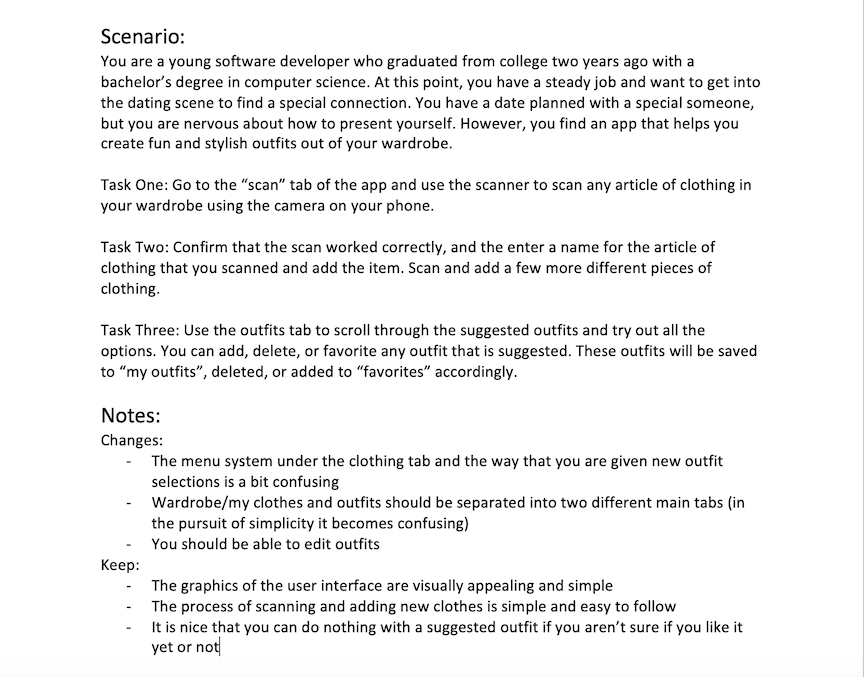 Scenario:
You are a young software developer who graduated from college two years ago with a
bachelor’s degree in computer science. At this point, you have a steady job and want to get into
the dating scene to find a special connection. You have a date planned with a special someone,
but you are nervous about how to present yourself. However, you find an app that helps you
create fun and stylish outfits out of your wardrobe.
Task One: Go to the “scan” tab of the app and use the scanner to scan any article of clothing in
your wardrobe using the camera on your phone.
Task Two: Confirm that the scan worked correctly, and the enter a name for the article of
clothing that you scanned and add the item. Scan and add a few more different pieces of
clothing.
Task Three: Use the outfits tab to scroll through the suggested outfits and try out all the
options. You can add, delete, or favorite any outfit that is suggested. These outfits will be saved
to “my outfits”, deleted, or added to “favorites” accordingly.
Notes:
Changes:
- The menu system under the clothing tab and the way that you are given new outfit
selections is a bit confusing
- Wardrobe/my clothes and outfits should be separated into two different main tabs (in
the pursuit of simplicity it becomes confusing)
- You should be able to edit outfits
Keep:
- The graphics of the user interface are visually appealing and simple
- The process of scanning and adding new clothes is simple and easy to follow
- It is nice that you can do nothing with a suggested outfit if you aren’t sure if you like it
yet or not